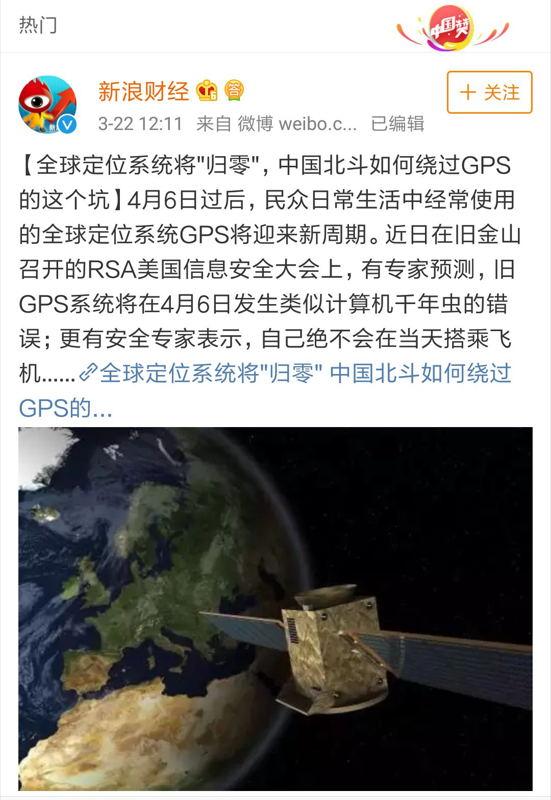 热门
中国赞
新浪财经 答
+ 关注
3-22 12:11 来自 微博 weibo.c... 已编辑
【全球定位系统将"归零"，中国北斗如何绕过GPS
的这个坑】4月6日过后，民众日常生活中经常使用
的全球定位系统GPS将迎来新周期。近日在旧金山
召开的RSA美国信息安全大会上，有专家预测，旧
GPS系统将在4月6日发生类似计算机千年虫的错
误；更有安全专家表示，自己绝不会在当天搭乘飞
机......全球定位系统将"归零" 中国北斗如何绕过
GPS的...